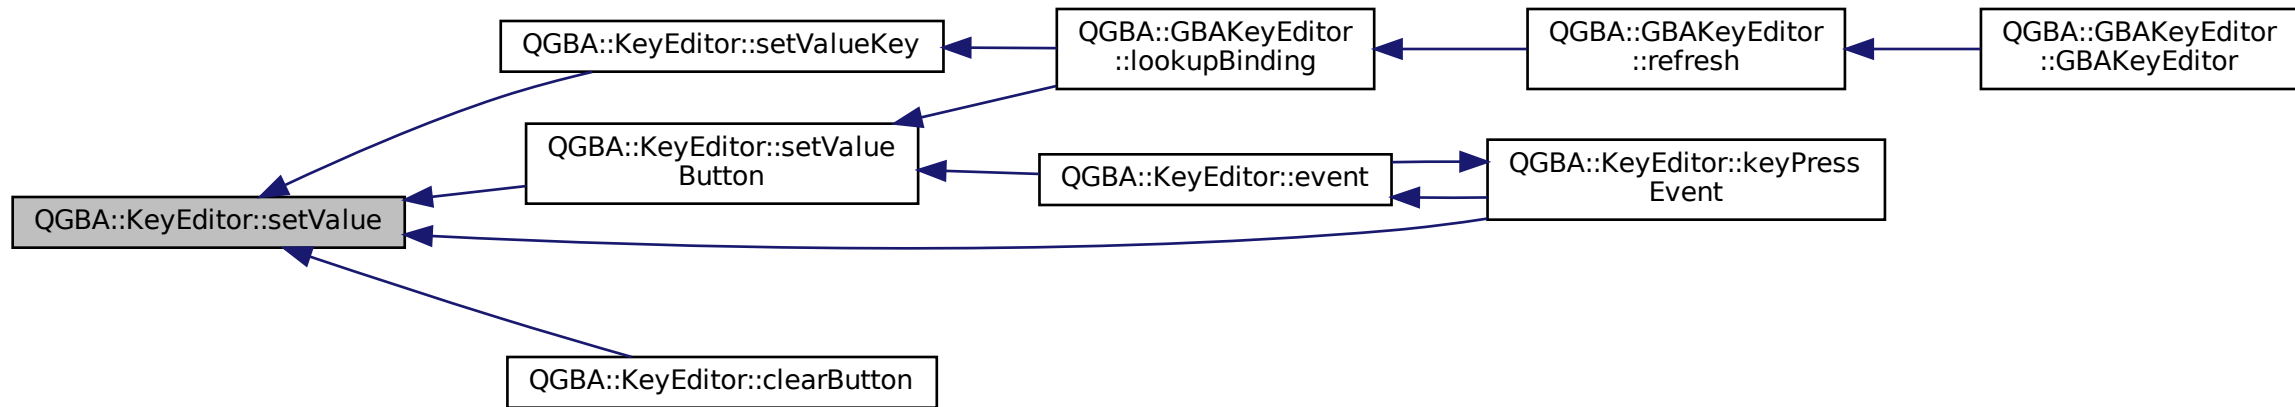 QGBA::KeyEditor::setValue
QGBA::KeyEditor::setValueKey
QGBA::KeyEditor::setValue
Button
QGBA::KeyEditor::clearButton
QGBA::GBAKeyEditor
::lookupBinding
QGBA::KeyEditor::event
QGBA::GBAKeyEditor
::refresh
QGBA::KeyEditor::keyPress
Event
QGBA::GBAKeyEditor
::GBAKeyEditor